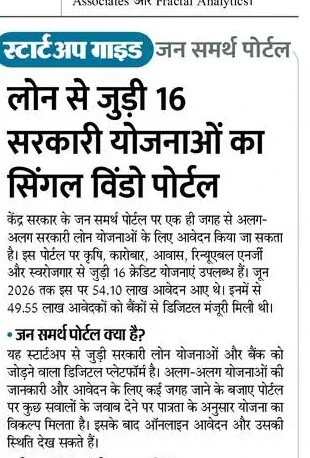 Associates और Fractal Analytics।
स्टार्टअप गाइड जन समर्थ पोर्टल
लोन से जुड़ी 16
सरकारी योजनाओं का
सिंगल विंडो पोर्टल
केंद्र सरकार के जन समर्थ पोर्टल पर एक ही जगह से अलग-
अलग सरकारी लोन योजनाओं के लिए आवेदन किया जा सकता
है। इस पोर्टल पर कृषि, कारोबार, आवास, रिन्यूएबल एनर्जी
और स्वरोजगार से जुड़ी 16 क्रेडिट योजनाएं उपलब्ध हैं। जून
2026 तक इस पर 54.10 लाख आवेदन आए थे। इनमें से
49.55 लाख आवेदकों को बैंकों से डिजिटल मंजूरी मिली थी।
• जन समर्थ पोर्टल क्या है?
यह स्टार्टअप से जुड़ी सरकारी लोन योजनाओं और बैंक को
जोड़ने वाला डिजिटल प्लेटफॉर्म है। अलग-अलग योजनाओं की
जानकारी और आवेदन के लिए कई जगह जाने के बजाए पोर्टल
पर कुछ सवालों के जवाब देने पर पात्रता के अनुसार योजना का
विकल्प मिलता है। इसके बाद ऑनलाइन आवेदन और उसकी
स्थिति देख सकते हैं।